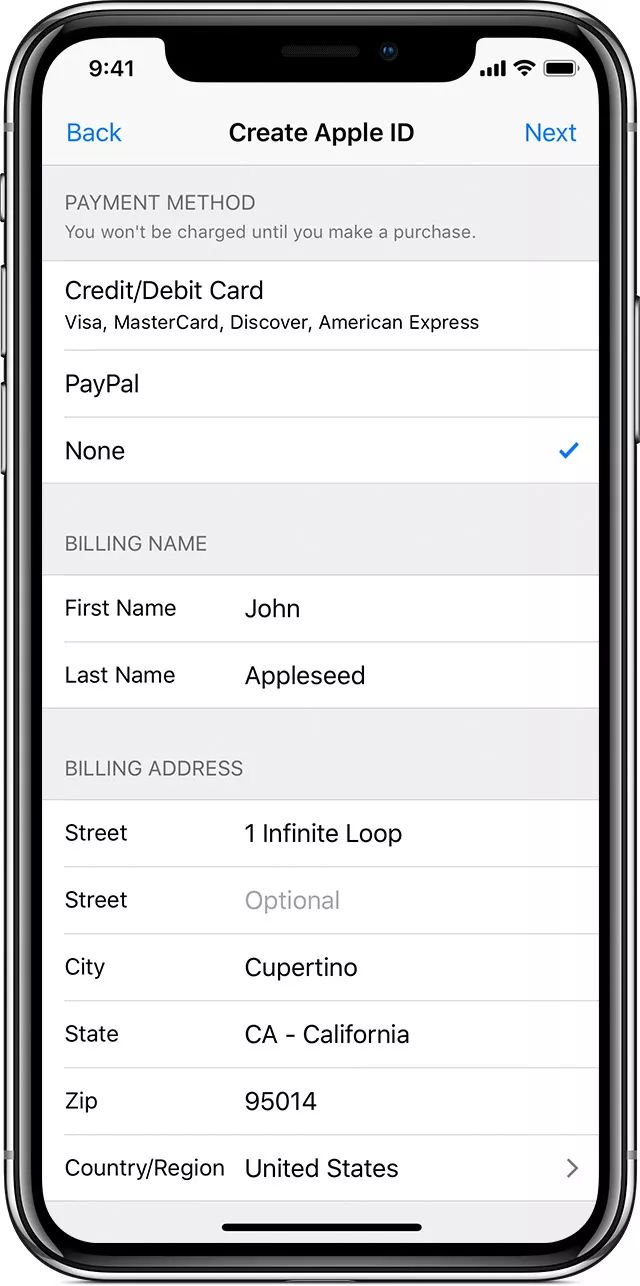 9:41
Back Create Apple ID Next
PAYMENT METHOD
You won't be charged until you make a purchase.
Credit/Debit Card
Visa, MasterCard, Discover, American Express
PayPal
None
BILLING NAME
First Name John
Last Name Appleseed
BILLING ADDRESS
Street 1 Infinite Loop
Street Optional
City Cupertino
State CA - California
Zip 95014
Country/Region United States